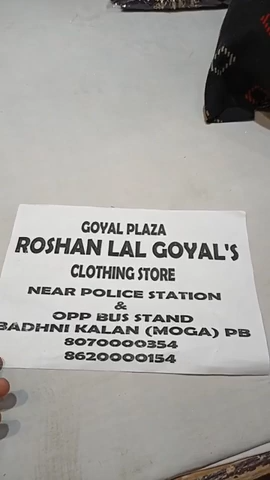 GOYAL PLAZA
ROSHAN LAL GOYAL'S
CLOTHING STORE
NEAR POLICE STATION
&
OPP BUS STAND
BADHNI KALAN (MOGA) PB
8070000354
8620000154